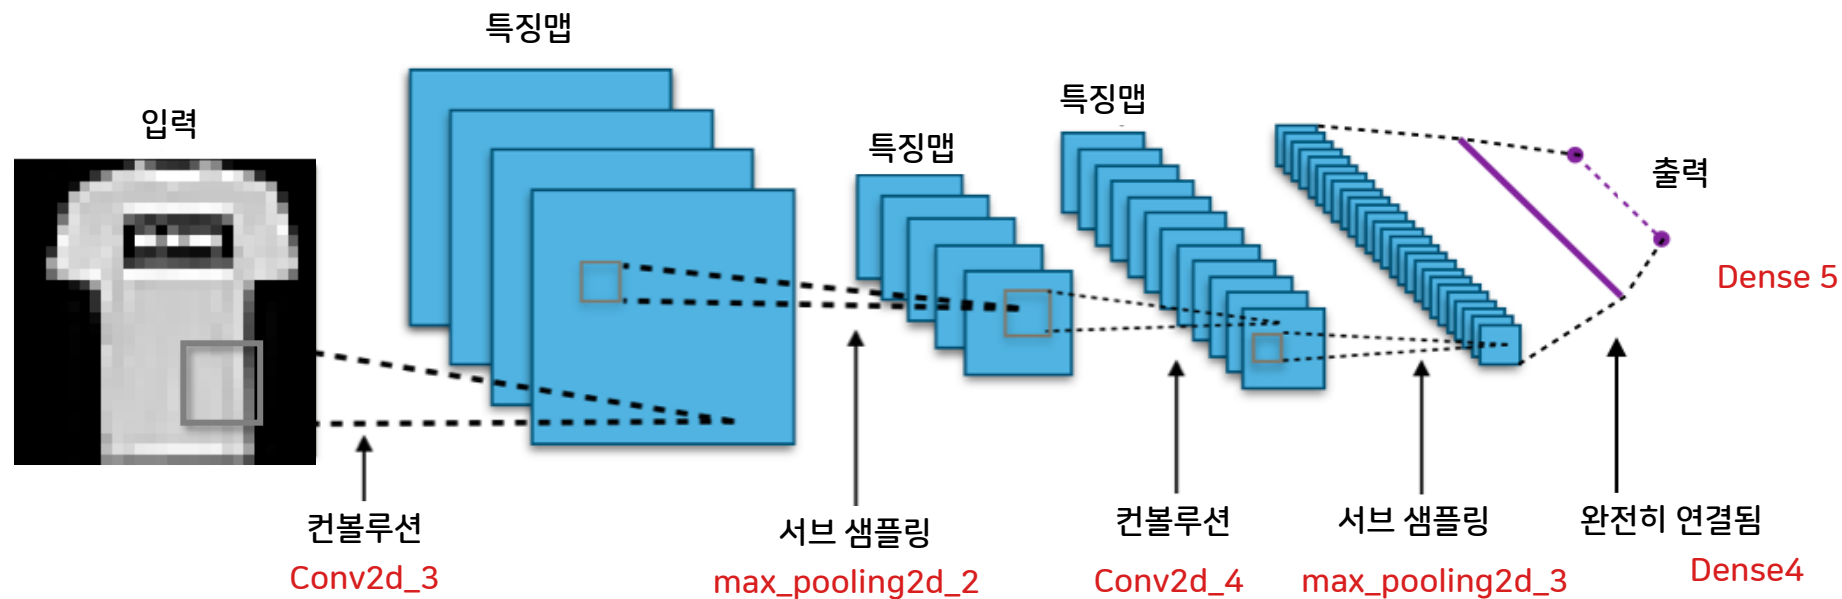 특징맵
입력
특징맵
특징맵
출력
Dense 5
컨볼루션
Conv2d_3
서브 샘플링
max_pooling2d_2
컨볼루션
Conv2d_4
서브 샘플링
max_pooling2d_3
완전히 연결됨
Dense4